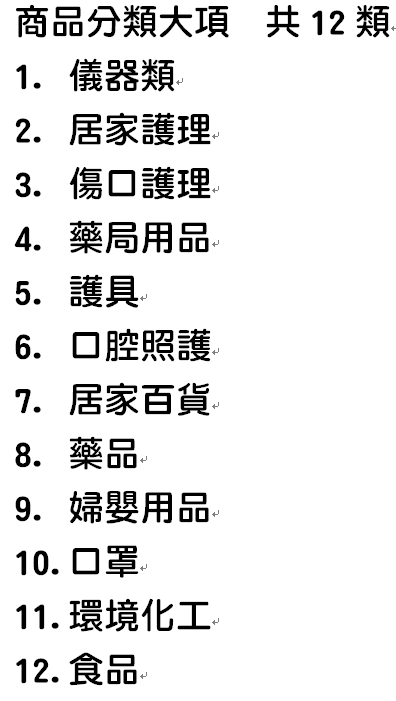 商品分類大項　共 12 類
1. 儀器類
2. 居家護理
3. 傷口護理
4. 藥局用品
5. 護具
6. 口腔照護
7. 居家百貨
8. 藥品
9. 婦嬰用品
10. 口罩
11. 環境化工
12. 食品